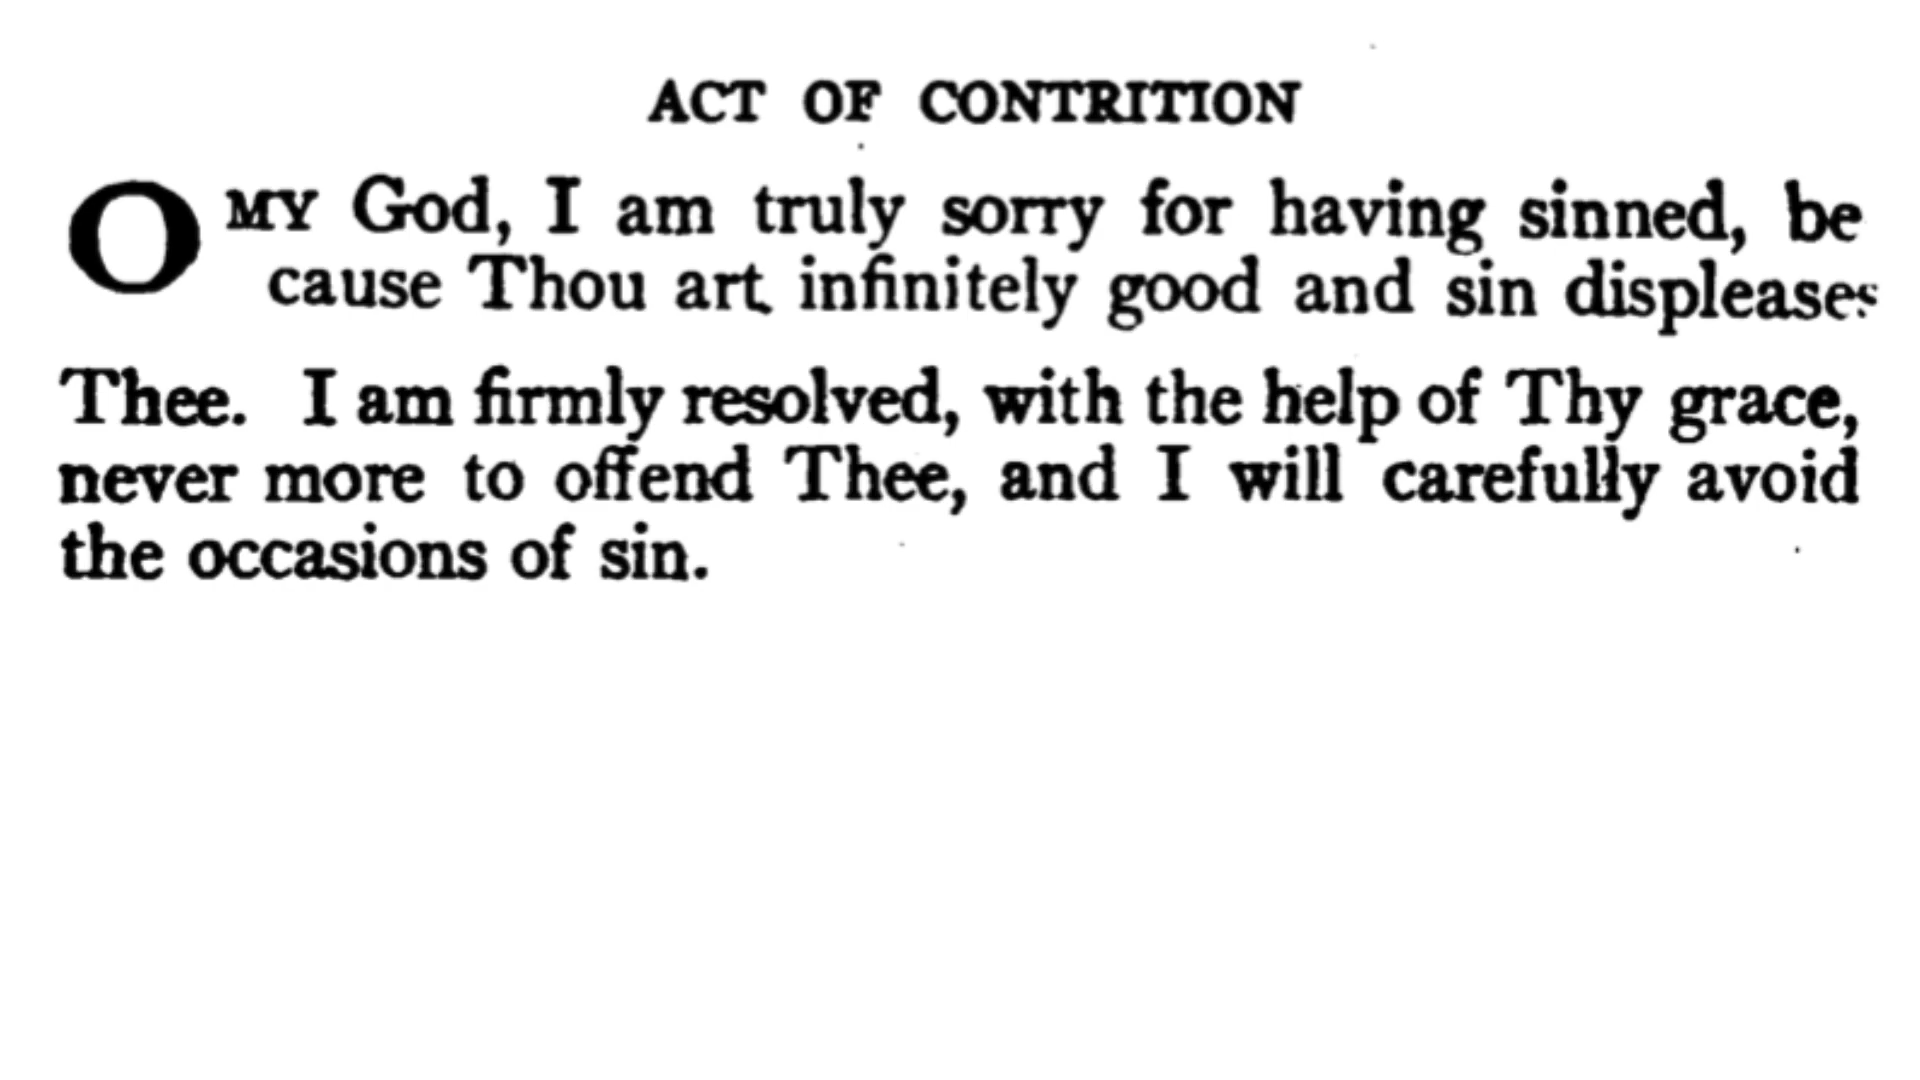 ACT OF CONTRITION
O MY God, I am truly sorry for having sinned, be
cause Thou art infinitely good and sin displeases
Thee. I am firmly resolved, with the help of Thy grace,
never more to offend Thee, and I will carefully avoid
the occasions of sin.